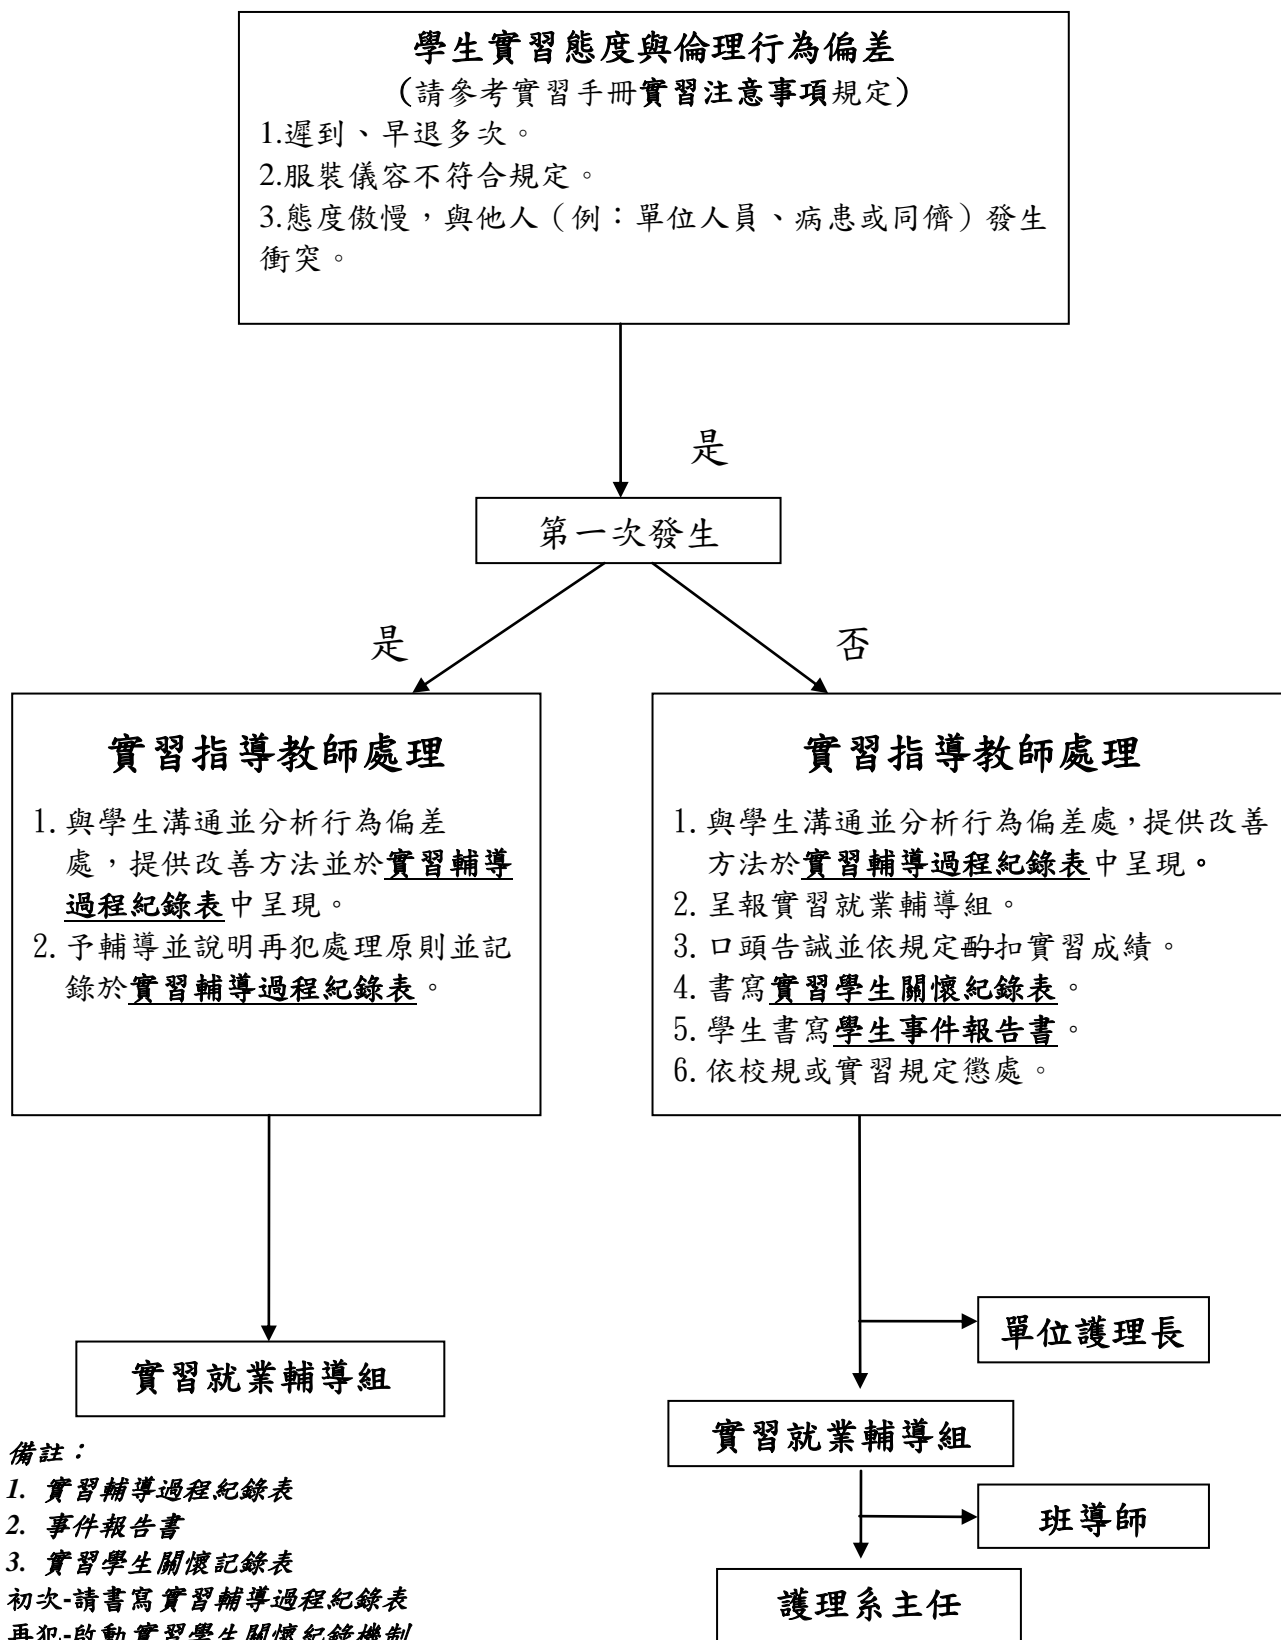 學生實習態度與倫理行為偏差
(請參考實習手冊實習注意事項規定)
1.遲到、早退多次。
2.服裝儀容不符合規定。
3.態度傲慢，與他人（例：單位人員、病患或同儕）發生
衝突。
是
第一次發生
是
否
實習指導教師處理
1.與學生溝通並分析行為偏差
處，提供改善方法並於實習輔導
過程紀錄表中呈現。
2.予輔導並說明再犯處理原則並記
錄於實習輔導過程紀錄表。
實習指導教師處理
1.與學生溝通並分析行為偏差處，提供改善
方法於實習輔導過程紀錄表中呈現。
2.呈報實習就業輔導組。
3.口頭告誡並依規定酌扣實習成績。
4.書寫實習學生關懷紀錄表。
5.學生書寫學生事件報告書。
6.依校規或實習規定懲處。
實習就業輔導組
單位護理長
實習就業輔導組
班導師
護理系主任
備註：
1. 實習輔導過程紀錄表
2. 事件報告書
3. 實習學生關懷記錄表
初次-請書寫實習輔導過程紀錄表
再犯-啟動實習學生關懷紀錄機制